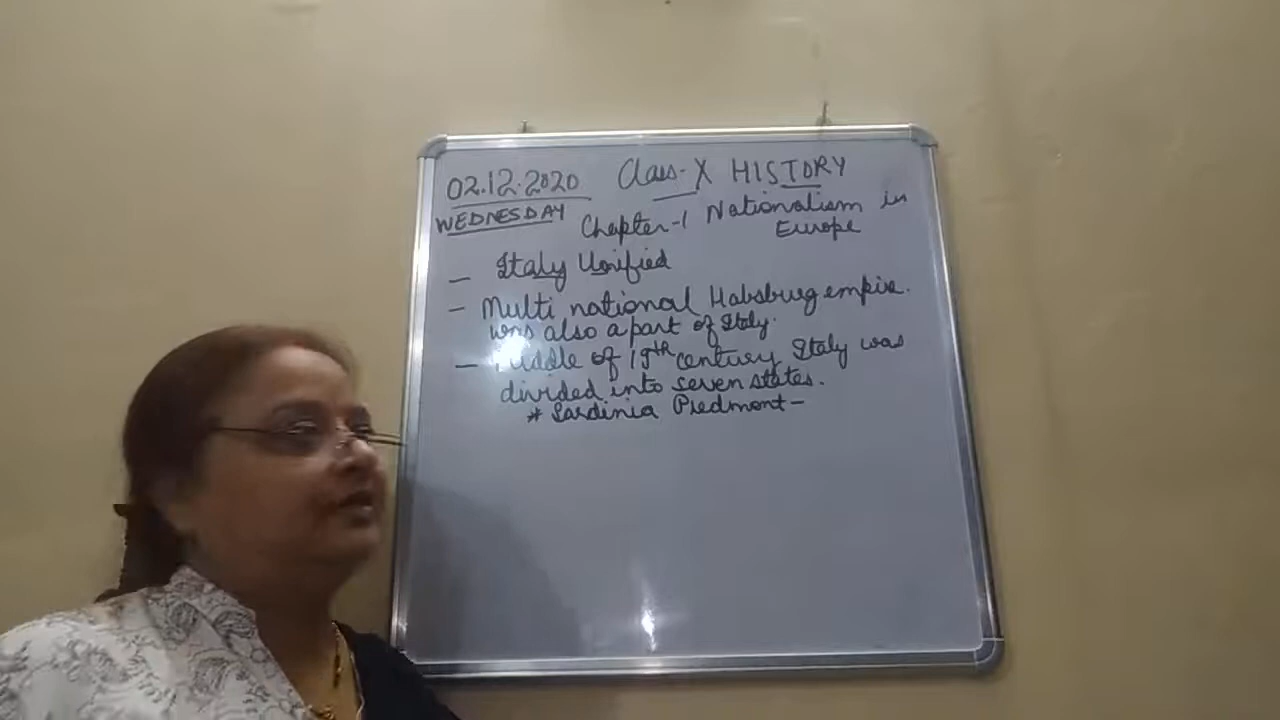 02.12.2020 Class-X HISTORY
WEDNESDAY Chapter-1 Nationalism in
Europe
- Italy Unified
- Multi national Habsburg empire.
was also a part of Italy.
- Middle of 19th century Italy was
divided into seven states.
* Sardinia Piedmont-